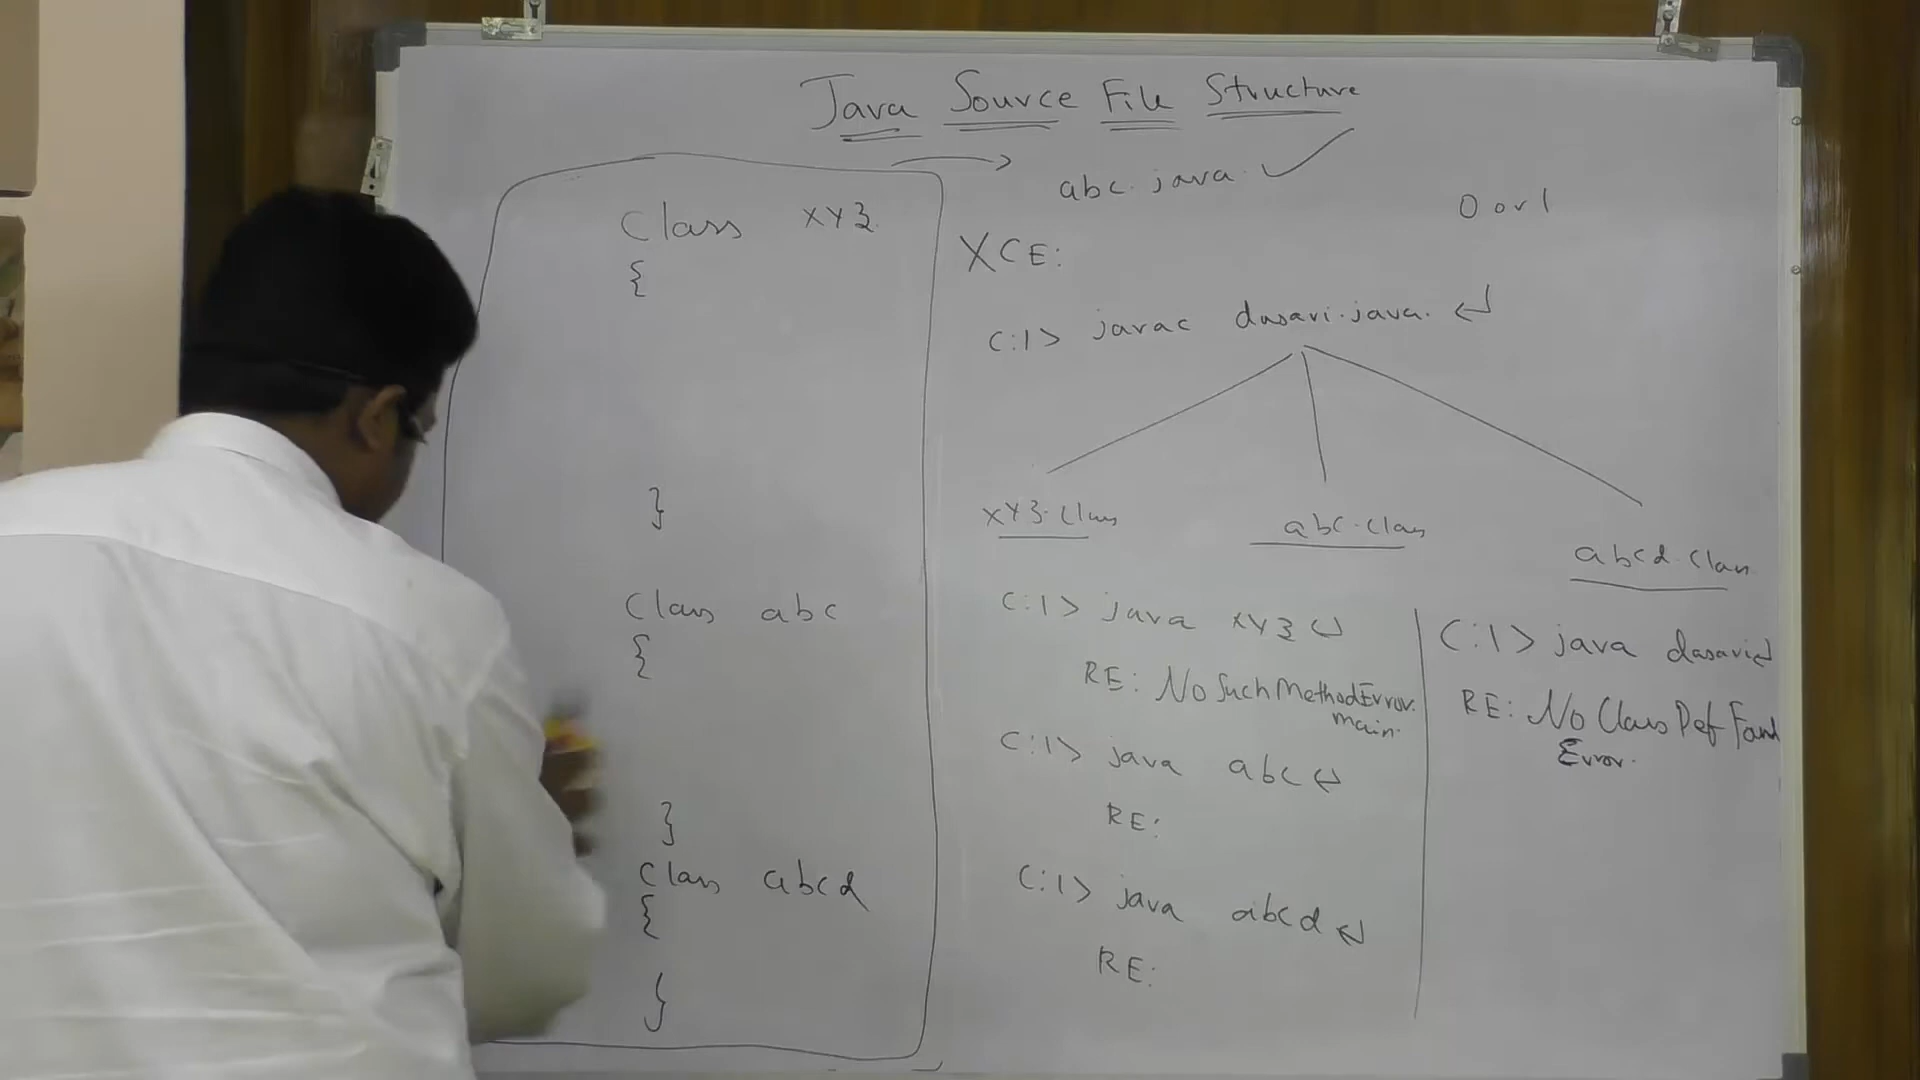 Java Source File Structure
abc.java
0 or 1
Class XYZ
{
}
Class abc
{
}
Class abcd
{
}
XCE:
C:\> javac dasari.java.
XYZ.Class
abc.class
abcd.class
C:\> java XYZ
RE: NoSuchMethodError:
main.
C:\> java abc
RE:
C:\> java abcd
RE:
C:\> java dasari
RE: NoClassDefFound
Error.